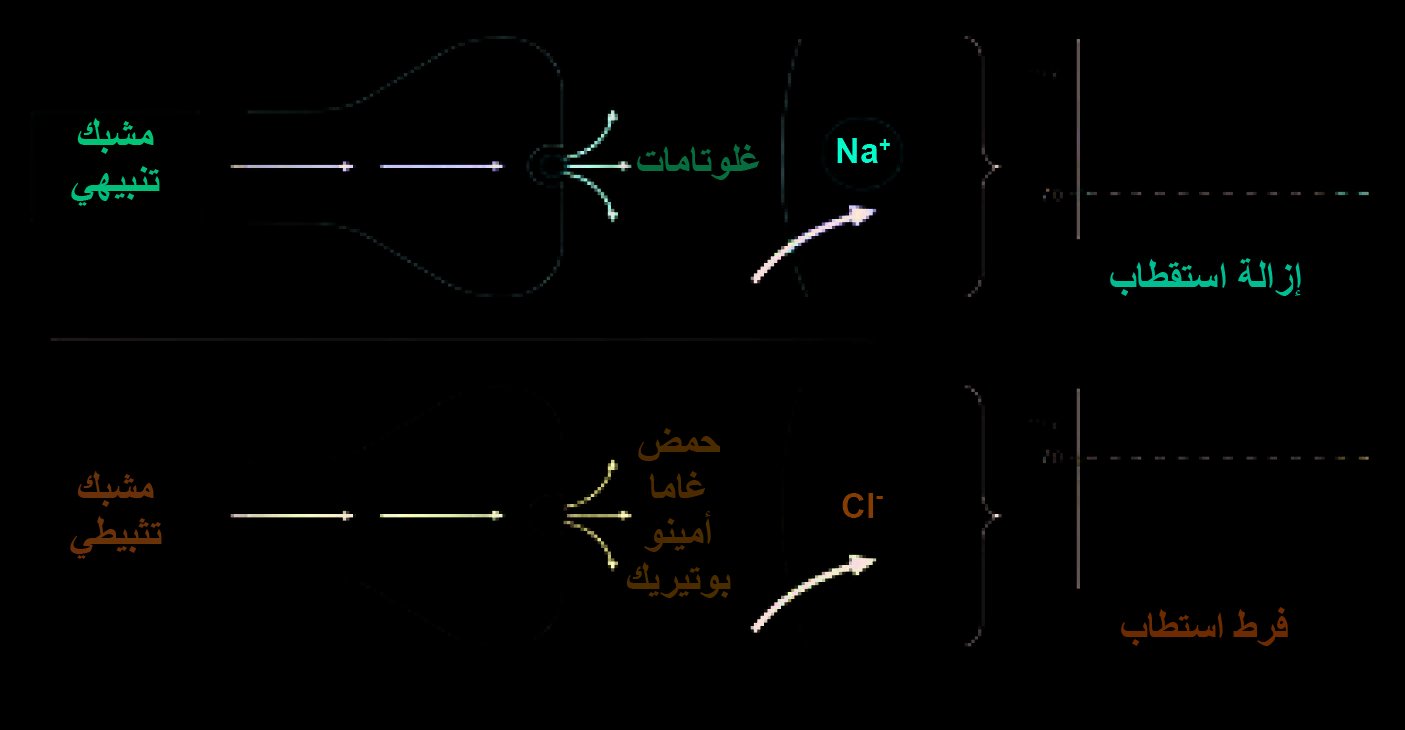 مشبك
تنبيهي
غلوتامات
Na⁺
إزالة استقطاب
مشبك
تثبيطي
حمض
غاما
أمينو
بوتيريك
Cl⁻
فرط استطاب